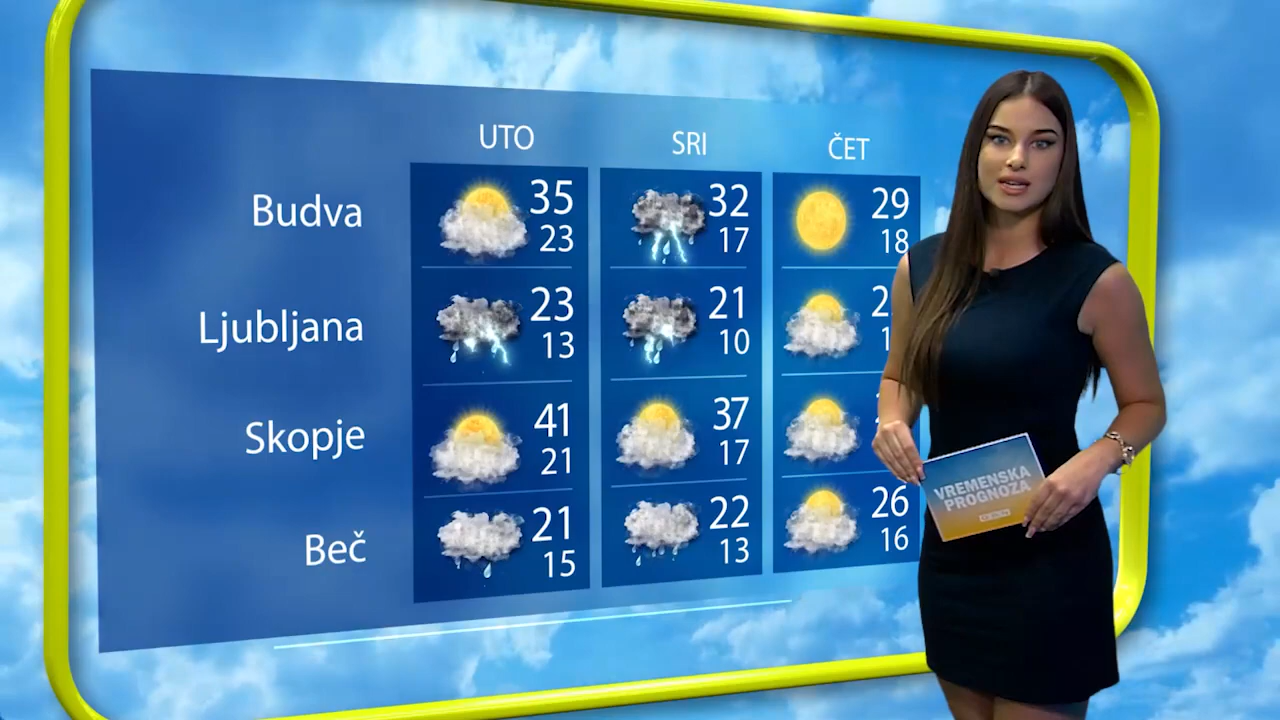 UTO SRI ČET
Budva 35 32 29
23 17 18
Ljubljana 23 21
13 10
Skopje 41 37
21 17
Beč 21 22 26
15 13 16
VREMENSKA
PROGNOZA